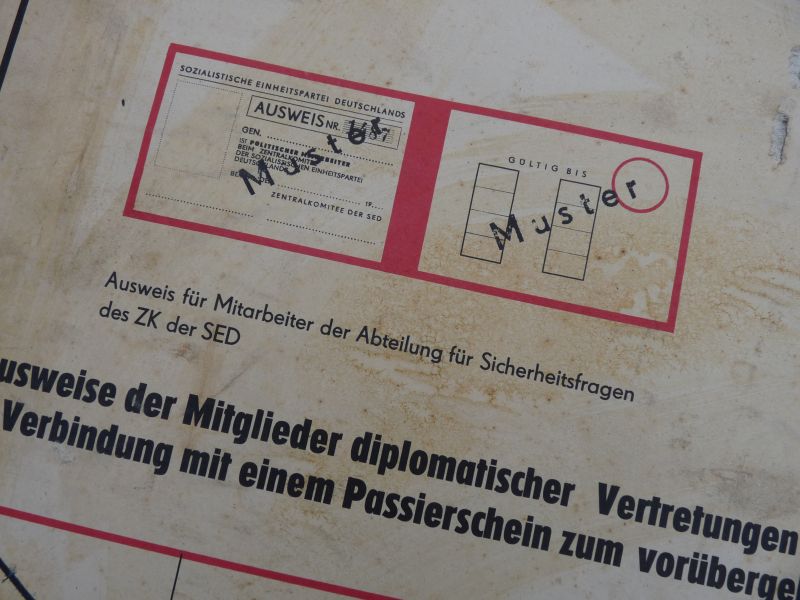 SOZIALISTISCHE EINHEITSPARTEI DEUTSCHLANDS
AUSWEIS NR.
GEN.
IST POLITISCHER MITARBEITER
BEIM ZENTRALKOMITEE
DER SOZIALISTISCHEN EINHEITSPARTEI
DEUTSCHLANDS
19
ZENTRALKOMITEE DER SED
Muster
GÜLTIG BIS
Muster
Ausweis für Mitarbeiter der Abteilung für Sicherheitsfragen
des ZK der SED
usweise der Mitglieder diplomatischer Vertretungen
Verbindung mit einem Passierschein zum vorüberge